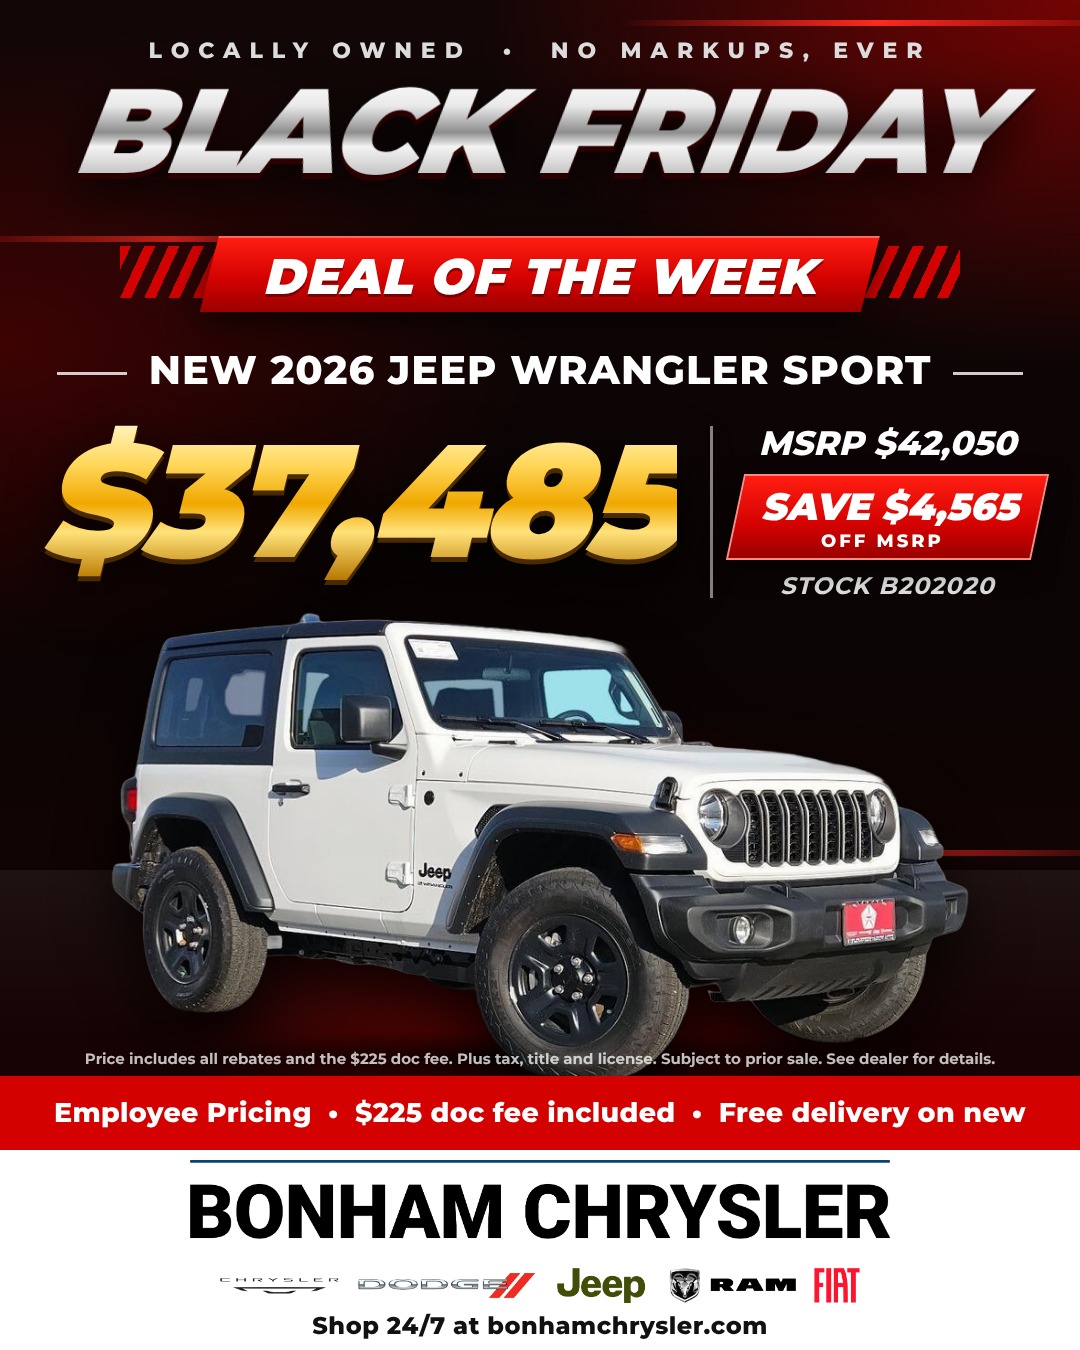 LOCALLY OWNED • NO MARKUPS, EVER
BLACK FRIDAY
DEAL OF THE WEEK
NEW 2026 JEEP WRANGLER SPORT
$37,485
MSRP $42,050
SAVE $4,565
OFF MSRP
STOCK B202020
Jeep
WRANGLER
Price includes all rebates and the $225 doc fee. Plus tax, title and license. Subject to prior sale. See dealer for details.
Employee Pricing • $225 doc fee included • Free delivery on new
BONHAM CHRYSLER
CHRYSLER DODGE Jeep RAM FIAT
Shop 24/7 at bonhamchrysler.com